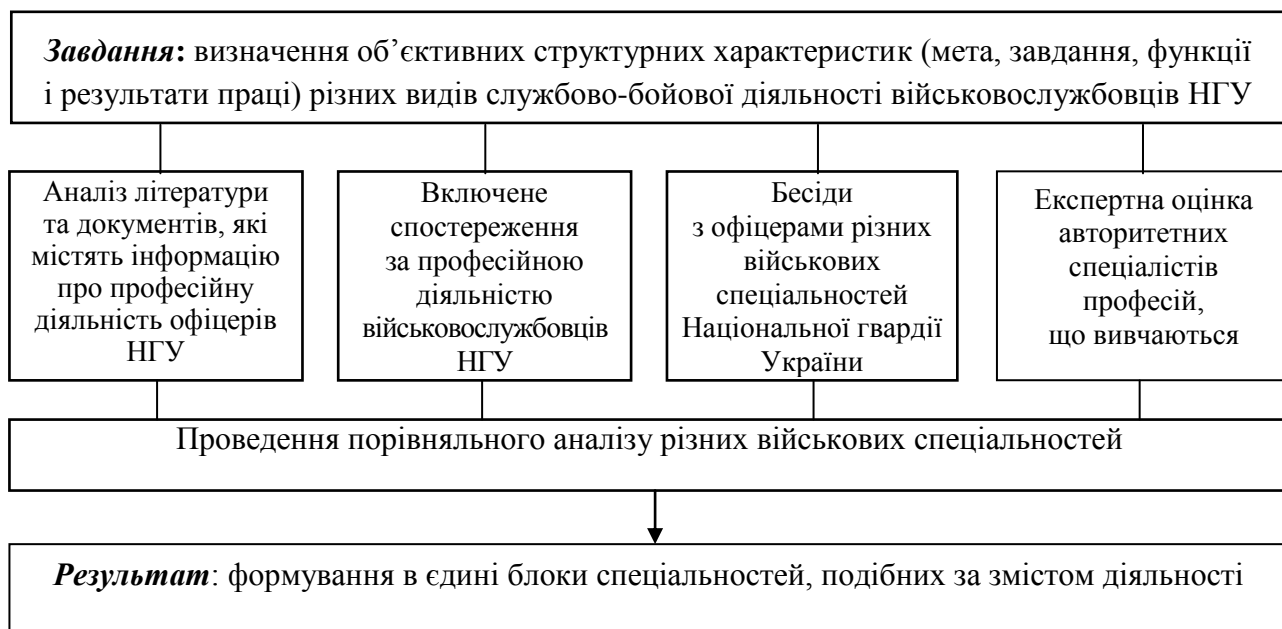 Завдання: визначення об’єктивних структурних характеристик (мета, завдання, функції
і результати праці) різних видів службово-бойової діяльності військовослужбовців НГУ
Аналіз літератури
та документів, які
містять інформацію
про професійну
діяльність офіцерів
НГУ
Включене
спостереження
за професійною
діяльністю
військовослужбовців
НГУ
Бесіди
з офіцерами різних
військових
спеціальностей
Національної гвардії
України
Експертна оцінка
авторитетних
спеціалістів
професій,
що вивчаються
Проведення порівняльного аналізу різних військових спеціальностей
Результат: формування в єдині блоки спеціальностей, подібних за змістом діяльності